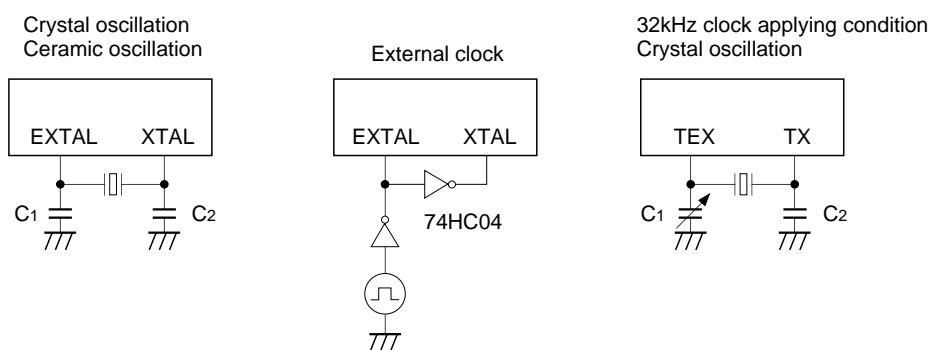 Crystal oscillation
Ceramic oscillation
EXTAL XTAL
C1 C2
External clock
EXTAL XTAL
74HC04
32kHz clock applying condition
Crystal oscillation
TEX TX
C1 C2